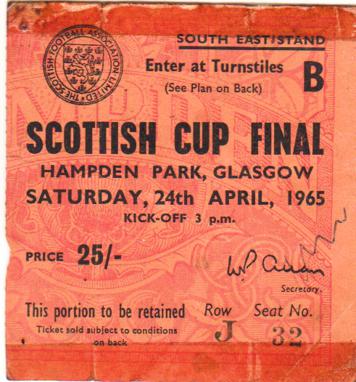 THE SCOTTISH FOOTBALL ASSOCIATION LIMITED
SOUTH EAST/STAND
Enter at Turnstiles B
(See Plan on Back)
SCOTTISH CUP FINAL
HAMPDEN PARK, GLASGOW
SATURDAY, 24th APRIL, 1965
KICK-OFF 3 p.m.
PRICE 25/-
Secretary.
This portion to be retained
Ticket sold subject to conditions
on back
Row Seat No.
J 32